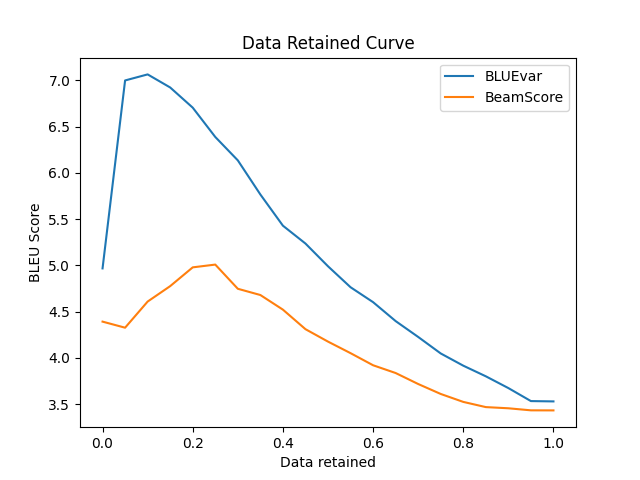 Data Retained Curve
BLUEvar
BeamScore
BLEU Score
7.0
6.5
6.0
5.5
5.0
4.5
4.0
3.5
0.0 0.2 0.4 0.6 0.8 1.0
Data retained